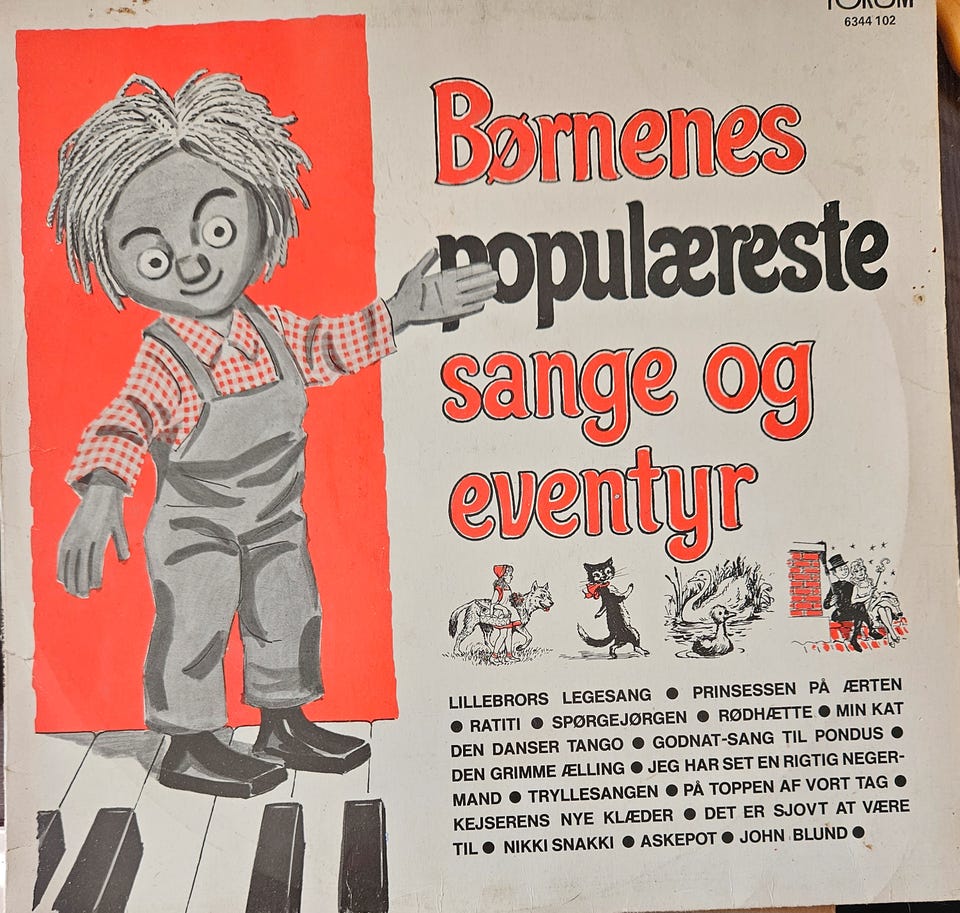 FORUM
6344 102
Børnenes
populæreste
sange og
eventyr
LILLEBRORS LEGESANG ● PRINSESSEN PÅ ÆRTEN
● RATITI ● SPØRGEJØRGEN ● RØDHÆTTE ● MIN KAT
DEN DANSER TANGO ● GODNAT-SANG TIL PONDUS ●
DEN GRIMME ÆLLING ● JEG HAR SET EN RIGTIG NEGER-
MAND ● TRYLLESANGEN ● PÅ TOPPEN AF VORT TAG ●
KEJSERENS NYE KLÆDER ● DET ER SJOVT AT VÆRE
TIL ● NIKKI SNAKKI ● ASKEPOT ● JOHN BLUND ●